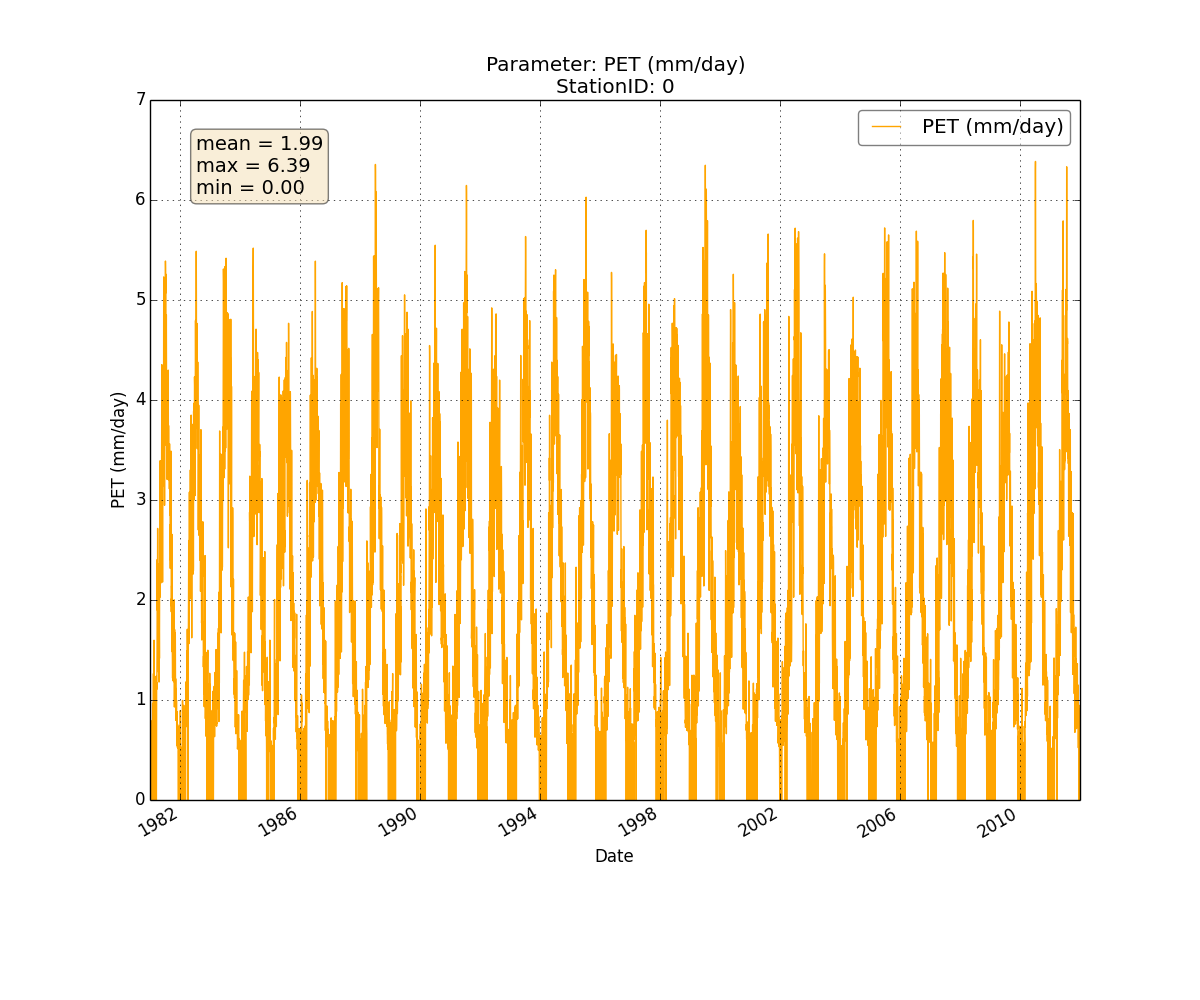 Parameter: PET (mm/day)
StationID: 0
mean = 1.99
max = 6.39
min = 0.00
PET (mm/day)
7
6
5
4
3
2
1
0
PET (mm/day)
1982
1986
1990
1994
1998
2002
2006
2010
Date